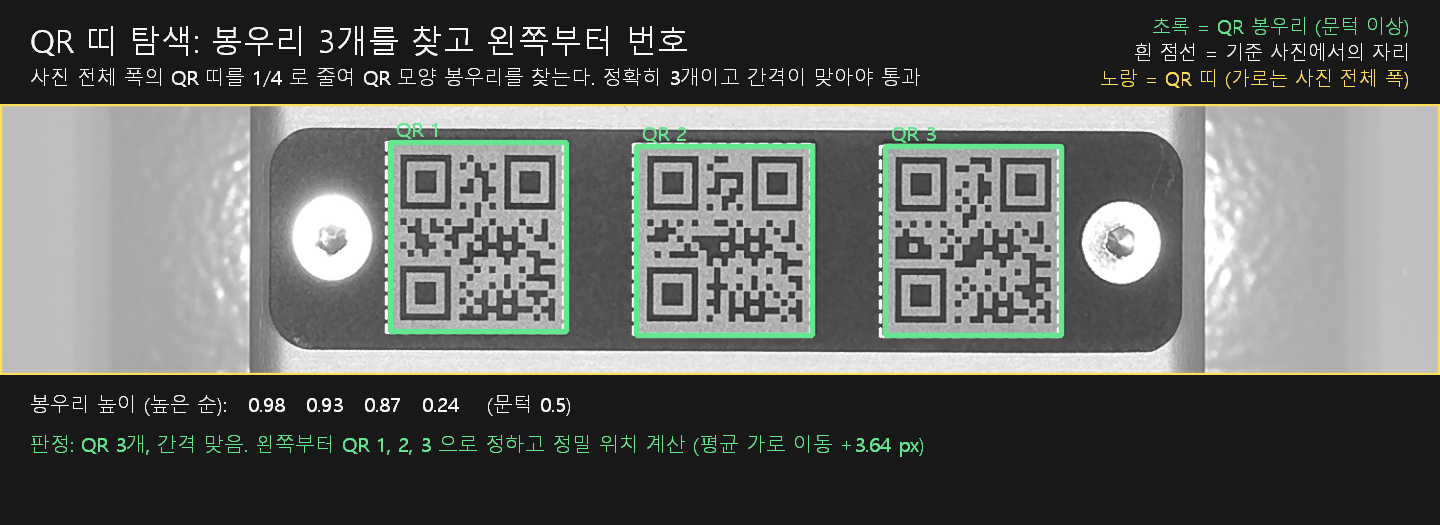 QR 띠 탐색: 봉우리 3개를 찾고 왼쪽부터 번호
사진 전체 폭의 QR 띠를 1/4 로 줄여 QR 모양 봉우리를 찾는다. 정확히 3개이고 간격이 맞아야 통과
초록 = QR 봉우리 (문턱 이상)
흰 점선 = 기준 사진에서의 자리
노랑 = QR 띠 (가로는 사진 전체 폭)
QR 1
QR 2
QR 3
봉우리 높이 (높은 순): 0.98 0.93 0.87 0.24 (문턱 0.5)
판정: QR 3개, 간격 맞음. 왼쪽부터 QR 1, 2, 3 으로 정하고 정밀 위치 계산 (평균 가로 이동 +3.64 px)